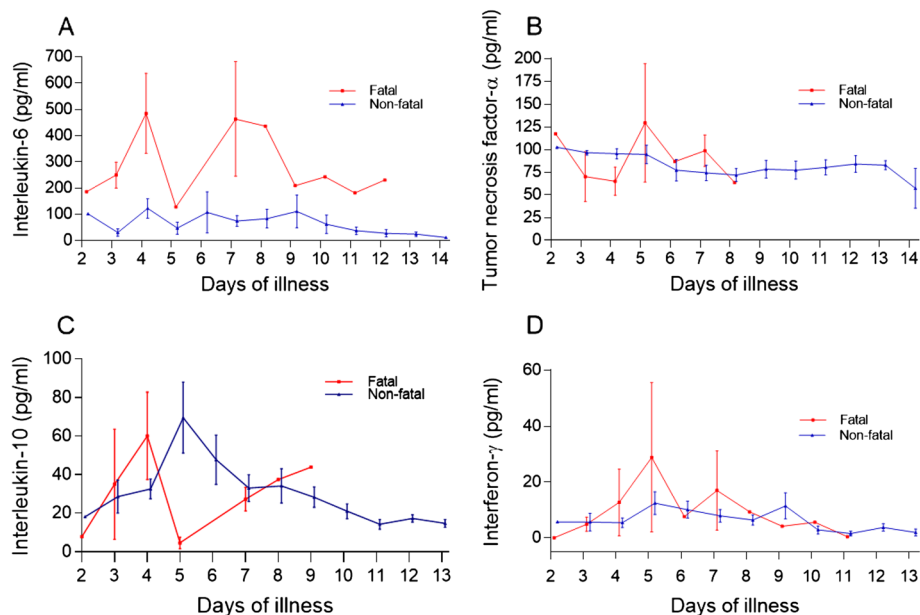 A
Interleukin-6 (pg/ml)
700
600
500
400
300
200
100
0
Fatal
Non-fatal
2 3 4 5 6 7 8 9 10 11 12 13 14
Days of illness
B
Tumor necrosis factor-α (pg/ml)
200
175
150
125
100
75
50
25
0
Fatal
Non-fatal
2 3 4 5 6 7 8 9 10 11 12 13 14
Days of illness
C
Interleukin-10 (pg/ml)
100
80
60
40
20
0
Fatal
Non-fatal
2 3 4 5 6 7 8 9 10 11 12 13
Days of illness
D
Interferon-γ (pg/ml)
60
40
20
0
Fatal
Non-fatal
2 3 4 5 6 7 8 9 10 11 12 13
Days of illness